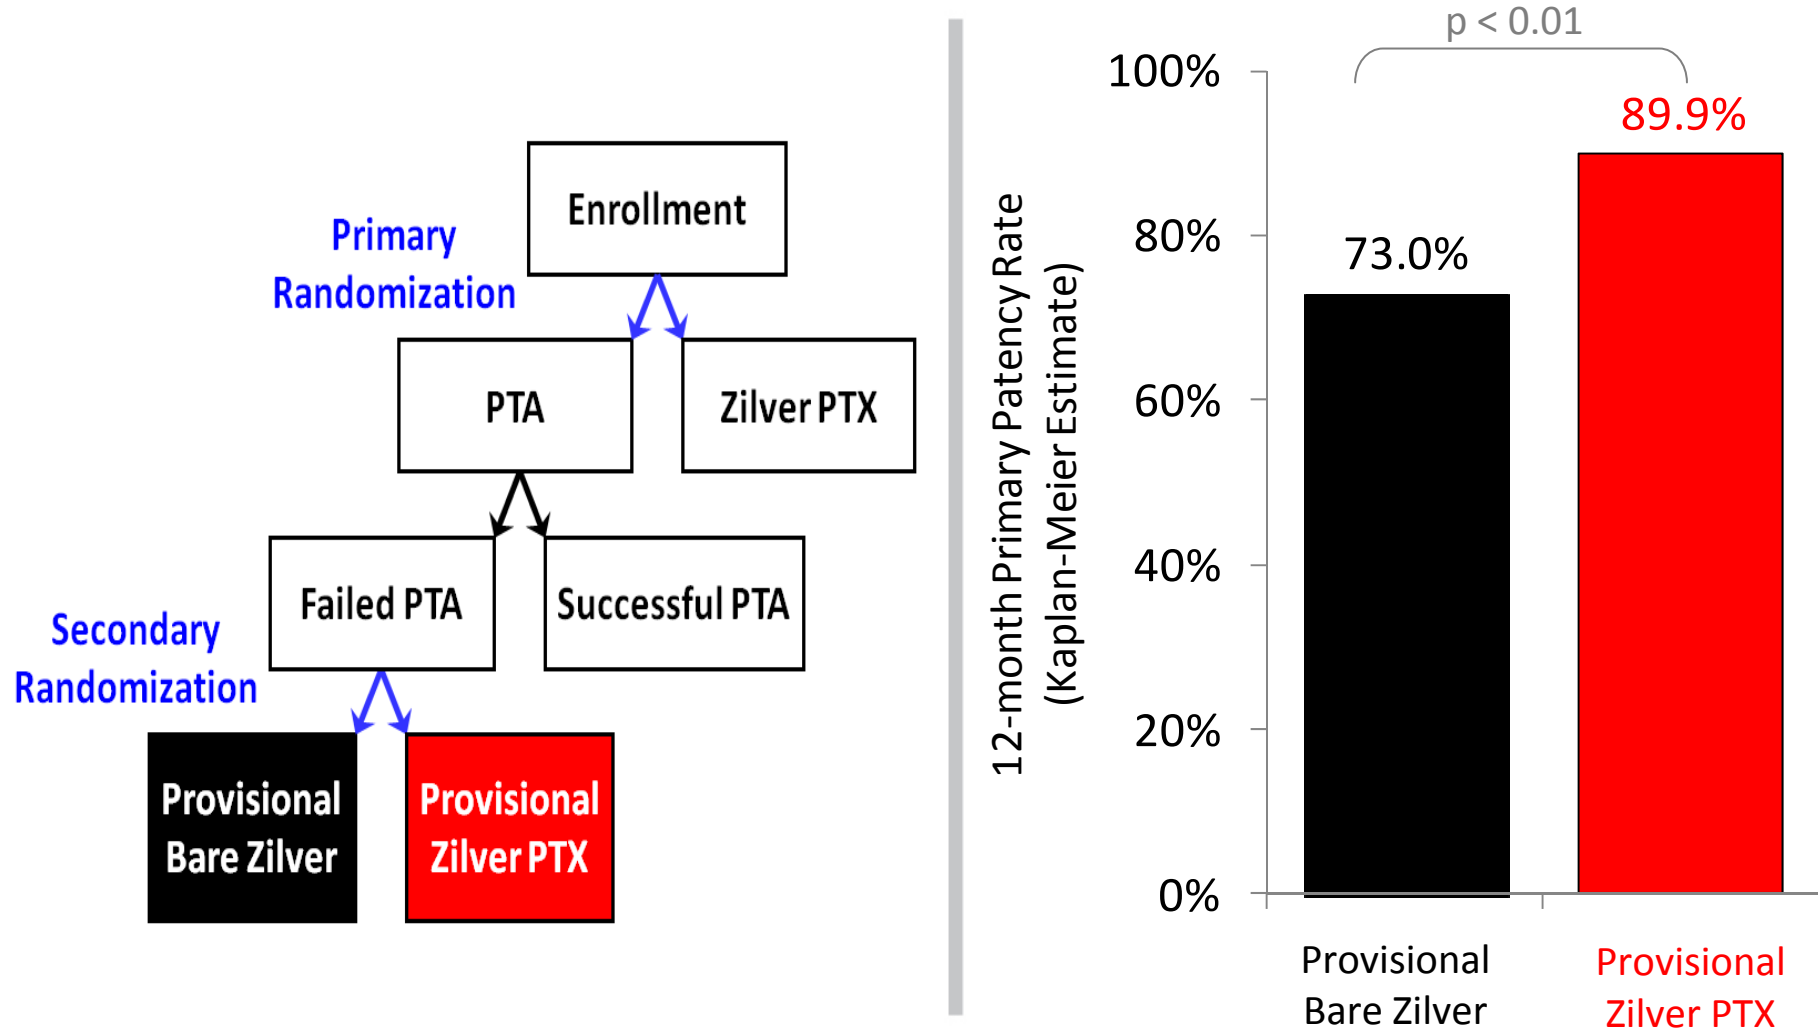 Enrollment
Primary
Randomization
PTA
Zilver PTX
Failed PTA
Successful PTA
Secondary
Randomization
Provisional
Bare Zilver
Provisional
Zilver PTX
12-month Primary Patency Rate
(Kaplan-Meier Estimate)
p < 0.01
100%
80%
60%
40%
20%
0%
73.0%
89.9%
Provisional
Bare Zilver
Provisional
Zilver PTX